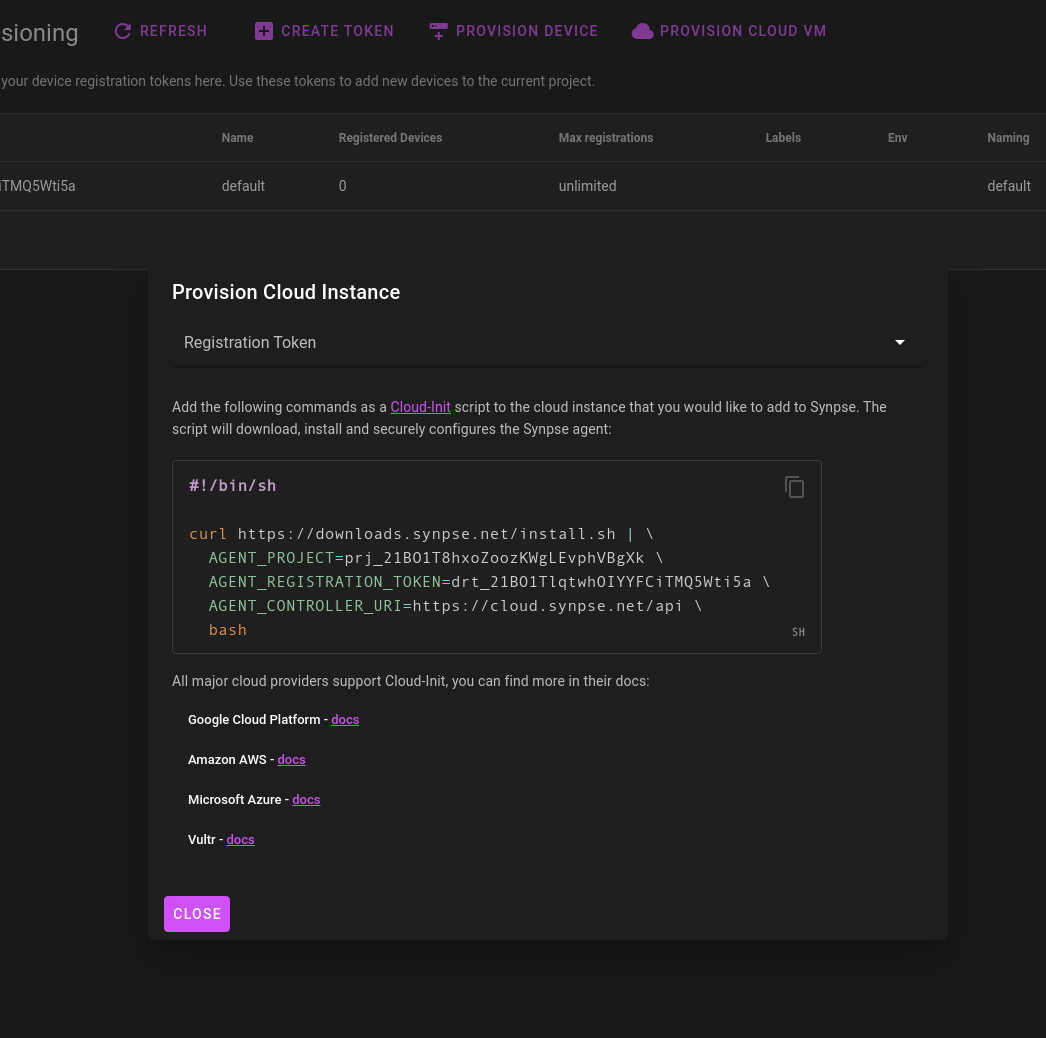 sioning REFRESH CREATE TOKEN PROVISION DEVICE PROVISION CLOUD VM
your device registration tokens here. Use these tokens to add new devices to the current project.
Name Registered Devices Max registrations Labels Env Naming
iTMQ5Wti5a default 0 unlimited default
Provision Cloud Instance
Registration Token
Add the following commands as a Cloud-Init script to the cloud instance that you would like to add to Synpse. The
script will download, install and securely configures the Synpse agent:
#!/bin/sh
curl https://downloads.synpse.net/install.sh | \
AGENT_PROJECT=prj_21BO1T8hxoZoozKWgLEvphVBgXk \
AGENT_REGISTRATION_TOKEN=drt_21BO1TlqtwhOIYYFCiTMQ5Wti5a \
AGENT_CONTROLLER_URI=https://cloud.synpse.net/api \
bash
SH
All major cloud providers support Cloud-Init, you can find more in their docs:
Google Cloud Platform - docs
Amazon AWS - docs
Microsoft Azure - docs
Vultr - docs
CLOSE